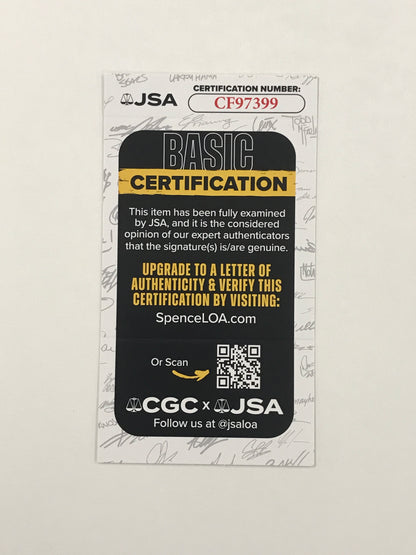 JSA
CERTIFICATION NUMBER:
CF97399
BASIC
CERTIFICATION
This item has been fully examined
by JSA, and it is the considered
opinion of our expert authenticators
that the signature(s) is/are genuine.
UPGRADE TO A LETTER OF
AUTHENTICITY & VERIFY THIS
CERTIFICATION BY VISITING:
SpenceLOA.com
Or Scan
CGC x JSA
Follow us at @jsaloa